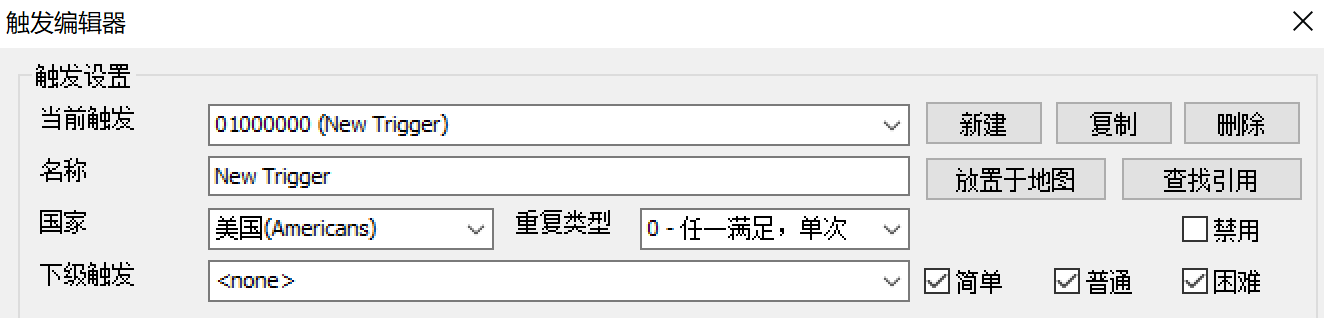 触发编辑器
触发设置
当前触发 01000000 (New Trigger) 新建 复制 删除
名称 New Trigger 放置于地图 查找引用
国家 美国(Americans) 重复类型 0 - 任一满足，单次 禁用
下级触发 <none> 简单 普通 困难